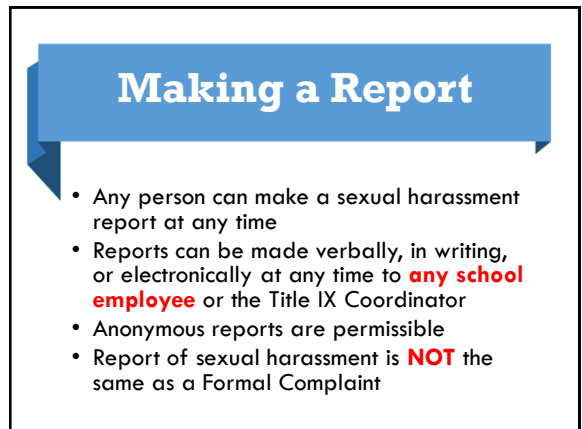 Making a Report
• Any person can make a sexual harassment
report at any time
• Reports can be made verbally, in writing,
or electronically at any time to any school
employee or the Title IX Coordinator
• Anonymous reports are permissible
• Report of sexual harassment is NOT the
same as a Formal Complaint